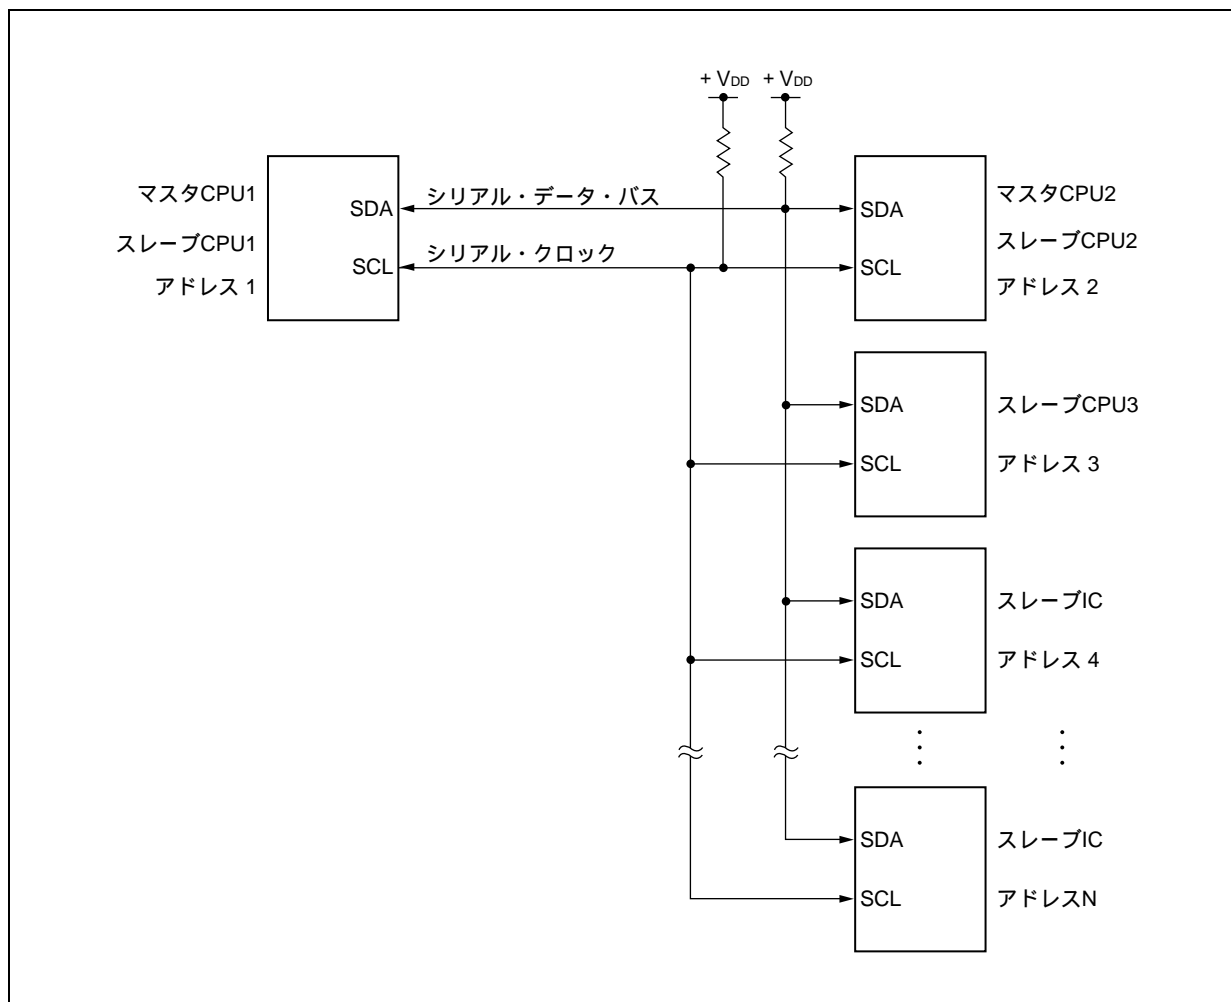 + VDD + VDD
マスタCPU1
スレーブCPU1
アドレス 1
SDA
SCL
シリアル・データ・バス
シリアル・クロック
SDA
SCL
マスタCPU2
スレーブCPU2
アドレス 2
SDA
SCL
スレーブCPU3
アドレス 3
SDA
SCL
スレーブIC
アドレス 4
SDA
SCL
スレーブIC
アドレスN